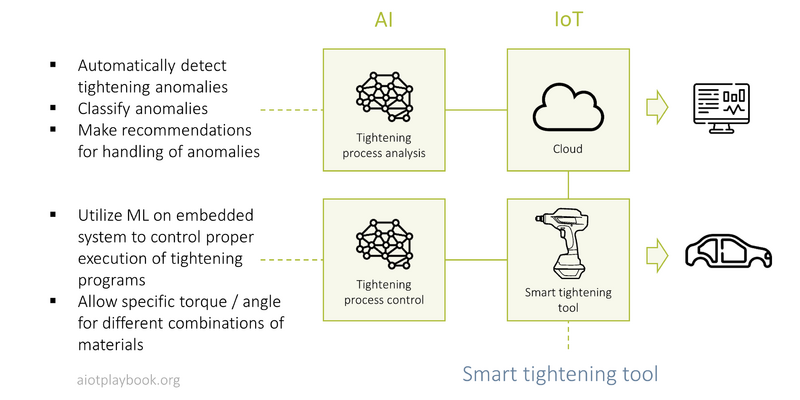 AI
IoT
▪ Automatically detect
tightening anomalies
▪ Classify anomalies
▪ Make recommendations
for handling of anomalies
Tightening
process analysis
Cloud
▪ Utilize ML on embedded
system to control proper
execution of tightening
programs
▪ Allow specific torque / angle
for different combinations of
materials
Tightening
process control
Smart tightening
tool
aiotplaybook.org
Smart tightening tool